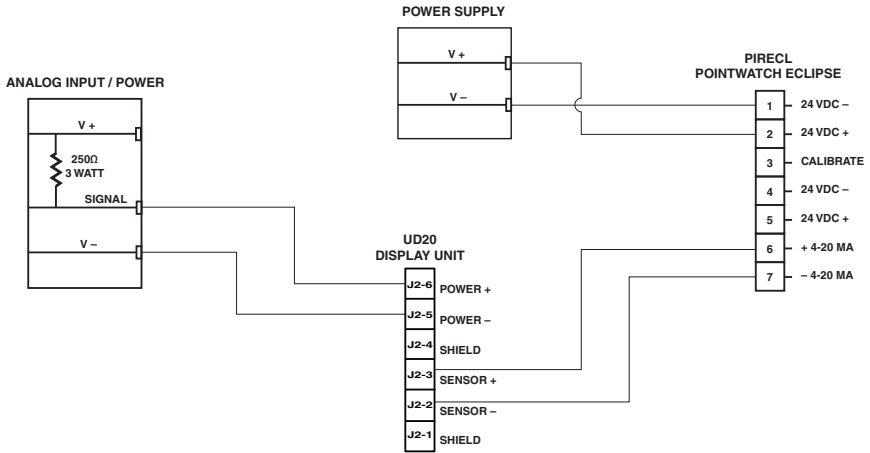 POWER SUPPLY
V +
V –
ANALOG INPUT / POWER
V +
250Ω
3 WATT
SIGNAL
V –
PIRECL
POINTWATCH ECLIPSE
1 24 VDC –
2 24 VDC +
3 CALIBRATE
4 24 VDC –
5 24 VDC +
6 + 4-20 MA
7 – 4-20 MA
UD20
DISPLAY UNIT
J2-6 POWER +
J2-5 POWER –
J2-4 SHIELD
J2-3 SENSOR +
J2-2 SENSOR –
J2-1 SHIELD